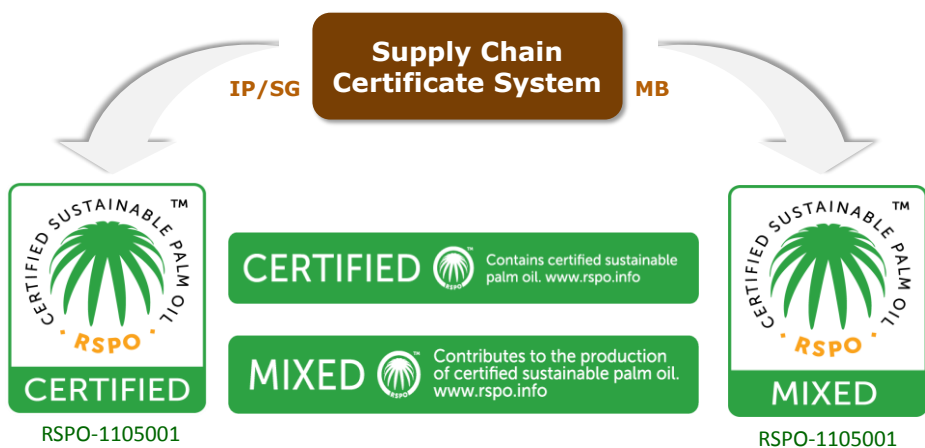 Supply Chain
Certificate System
IP/SG
MB
CERTIFIED SUSTAINABLE PALM OIL
TM
RSPO
CERTIFIED
RSPO-1105001
CERTIFIED
RSPO
TM
Contains certified sustainable
palm oil. www.rspo.info
MIXED
RSPO
TM
Contributes to the production
of certified sustainable palm oil.
www.rspo.info
CERTIFIED SUSTAINABLE PALM OIL
TM
RSPO
MIXED
RSPO-1105001